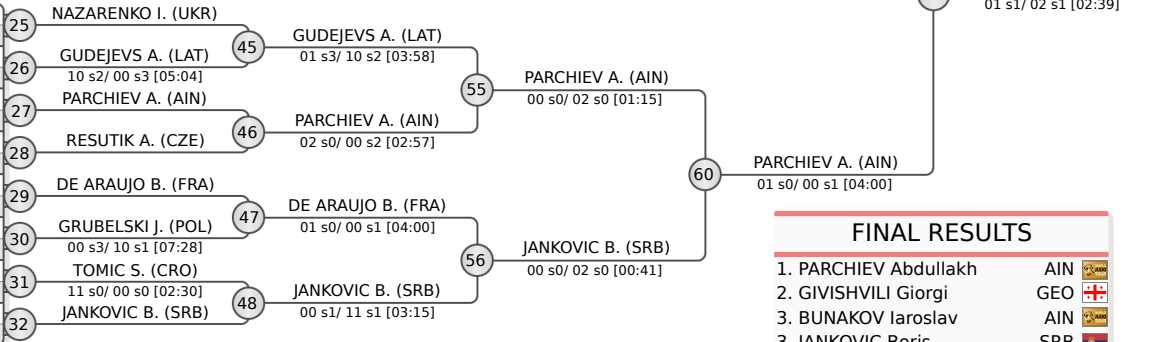 01 s1/ 02 s1 [02:39]
25
NAZARENKO I. (UKR)
45
GUDEJEVS A. (LAT)
01 s3/ 10 s2 [03:58]
26
GUDEJEVS A. (LAT)
10 s2/ 00 s3 [05:04]
55
PARCHIEV A. (AIN)
00 s0/ 02 s0 [01:15]
27
PARCHIEV A. (AIN)
46
PARCHIEV A. (AIN)
02 s0/ 00 s2 [02:57]
28
RESUTIK A. (CZE)
60
PARCHIEV A. (AIN)
01 s0/ 00 s1 [04:00]
29
DE ARAUJO B. (FRA)
47
DE ARAUJO B. (FRA)
01 s0/ 00 s1 [04:00]
30
GRUBELSKI J. (POL)
00 s3/ 10 s1 [07:28]
56
JANKOVIC B. (SRB)
00 s0/ 02 s0 [00:41]
31
TOMIC S. (CRO)
11 s0/ 00 s0 [02:30]
48
JANKOVIC B. (SRB)
00 s1/ 11 s1 [03:15]
32
JANKOVIC B. (SRB)
FINAL RESULTS
1. PARCHIEV Abdullakh AIN
2. GIVISHVILI Giorgi GEO
3. BUNAKOV Iaroslav AIN
3. JANKOVIC Boris SRB